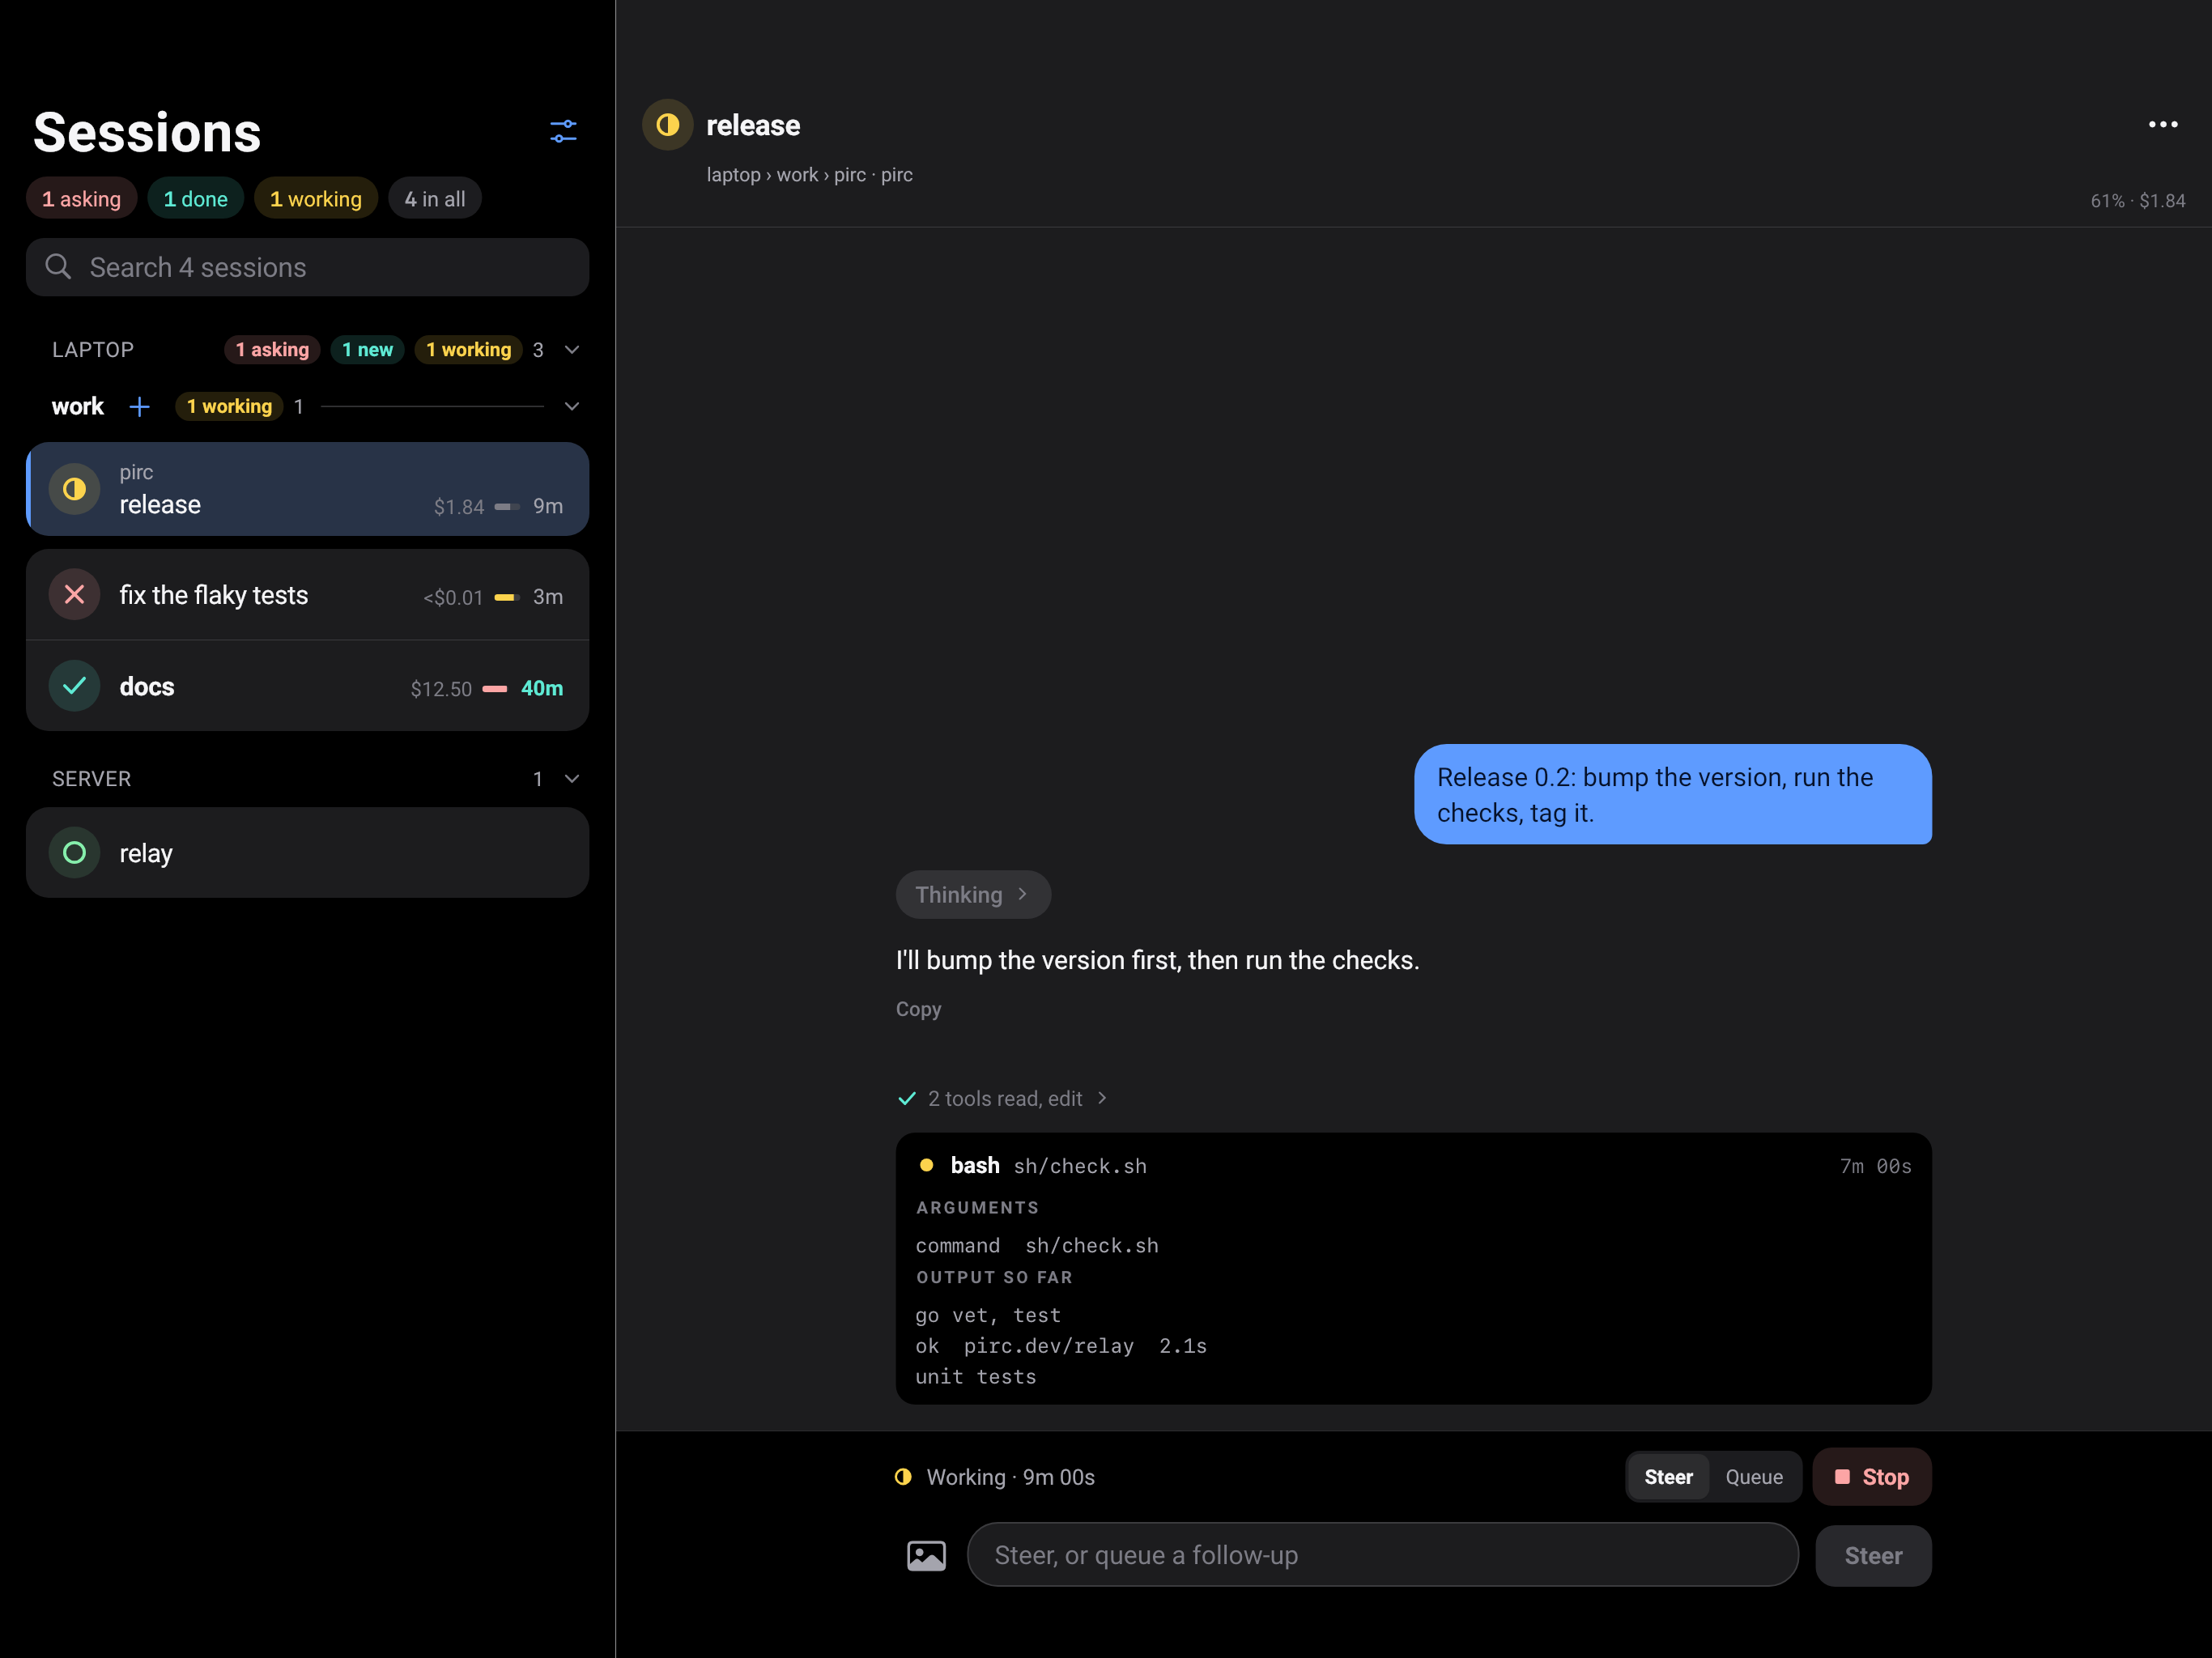 Sessions
1 asking
1 done
1 working
4 in all
Search 4 sessions
LAPTOP 1 asking 1 new 1 working 3
work 1 working 1
pirc
release $1.84 9m
fix the flaky tests <$0.01 3m
docs $12.50 40m
SERVER 1
relay
release
laptop › work › pirc · pirc
61% · $1.84
Release 0.2: bump the version, run the
checks, tag it.
Thinking
I'll bump the version first, then run the checks.
Copy
2 tools read, edit
bash sh/check.sh 7m 00s
ARGUMENTS
command sh/check.sh
OUTPUT SO FAR
go vet, test
ok pirc.dev/relay 2.1s
unit tests
Working · 9m 00s
Steer Queue Stop
Steer, or queue a follow-up
Steer